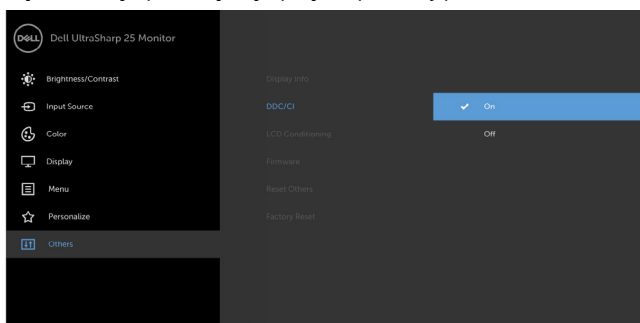 DELL
Dell UltraSharp 25 Monitor
Brightness/Contrast
Input Source
Color
Display
Menu
Personalize
Others
Display Info
DDC/CI
LCD Conditioning
Firmware
Reset Others
Factory Reset
On
Off